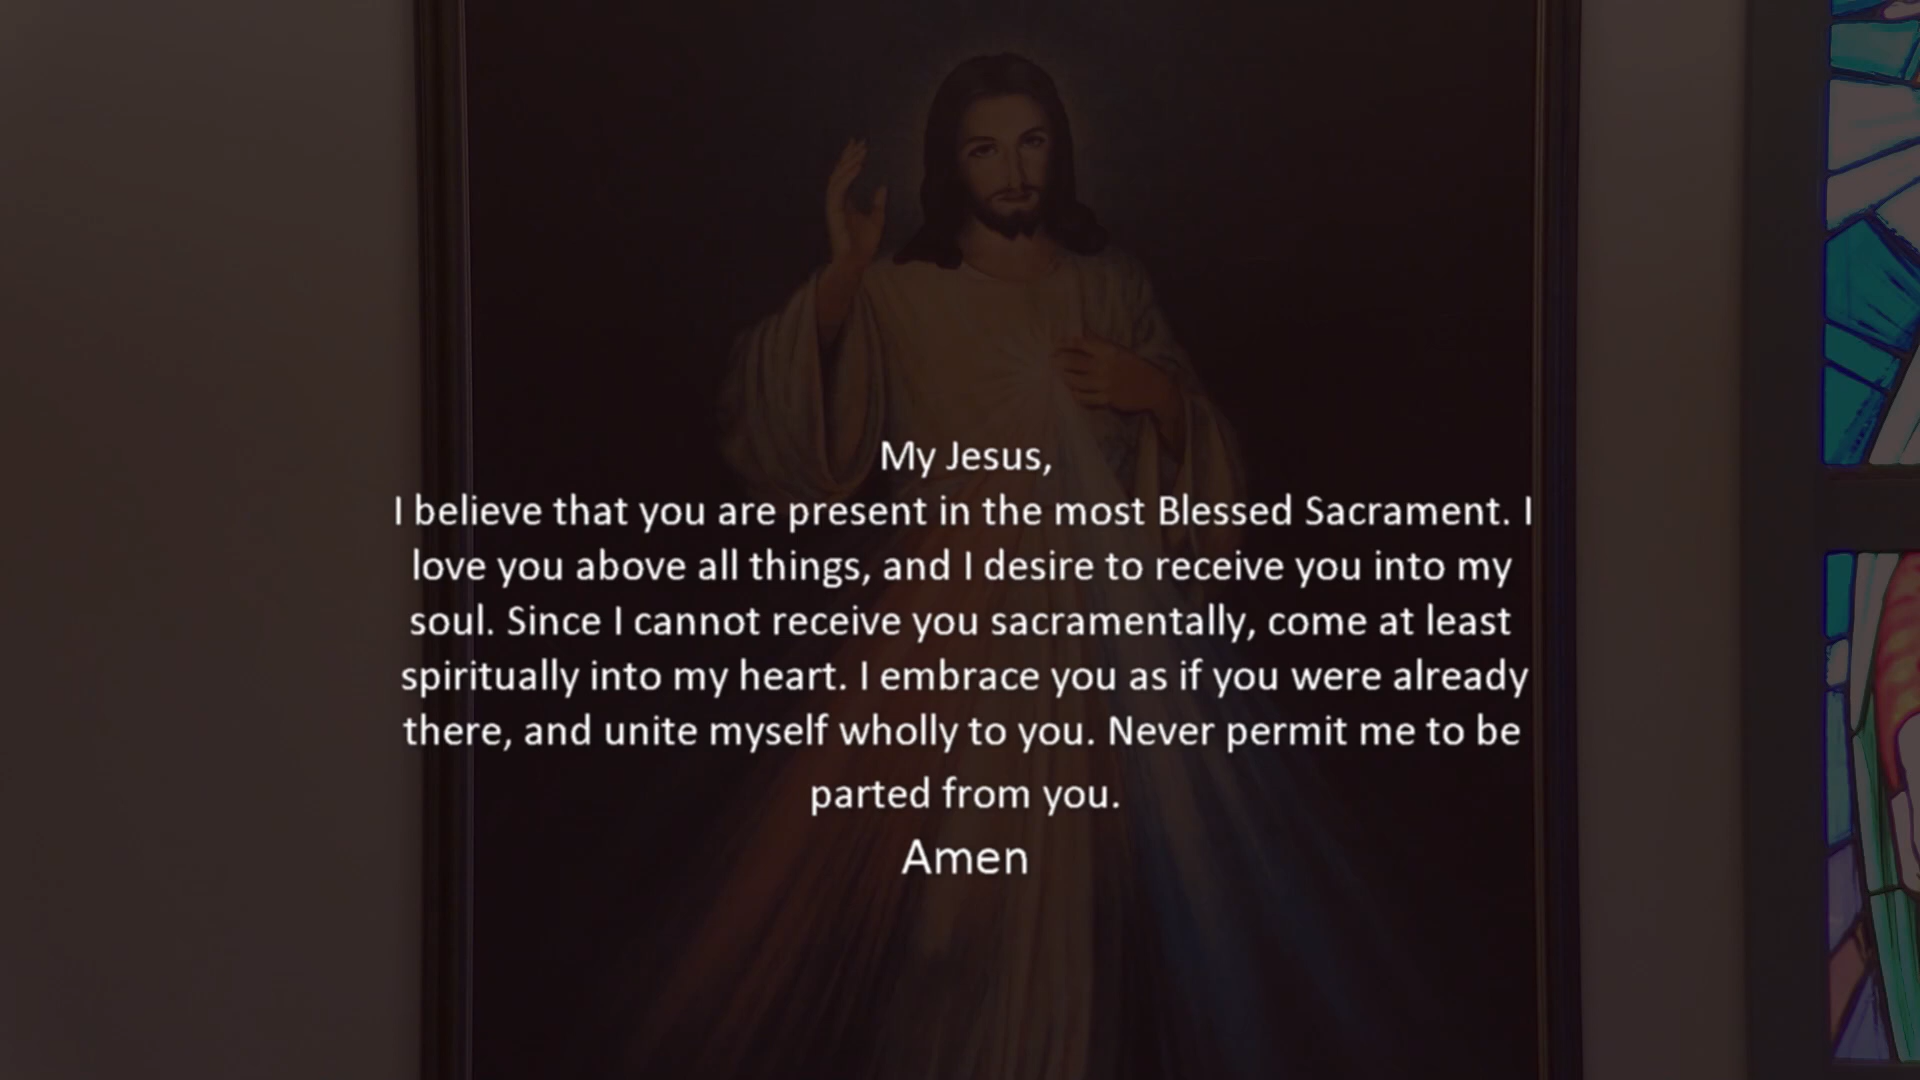 My Jesus,
I believe that you are present in the most Blessed Sacrament. I
love you above all things, and I desire to receive you into my
soul. Since I cannot receive you sacramentally, come at least
spiritually into my heart. I embrace you as if you were already
there, and unite myself wholly to you. Never permit me to be
parted from you.
Amen